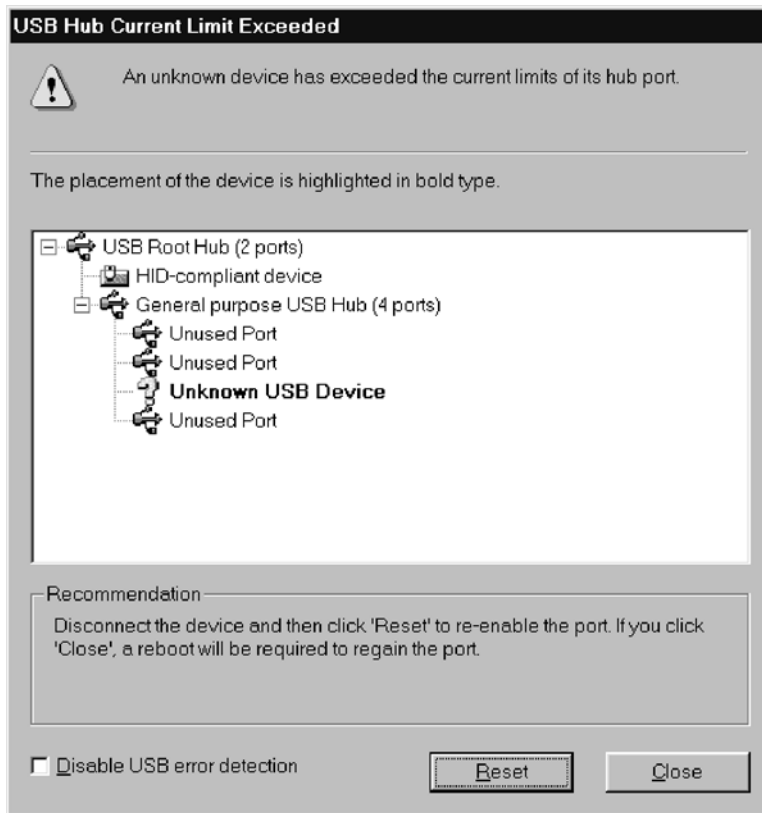 USB Hub Current Limit Exceeded
An unknown device has exceeded the current limits of its hub port.
The placement of the device is highlighted in bold type.
USB Root Hub (2 ports)
HID-compliant device
General purpose USB Hub (4 ports)
Unused Port
Unused Port
Unknown USB Device
Unused Port
Recommendation
Disconnect the device and then click 'Reset' to re-enable the port. If you click
'Close', a reboot will be required to regain the port.
Disable USB error detection
Reset
Close